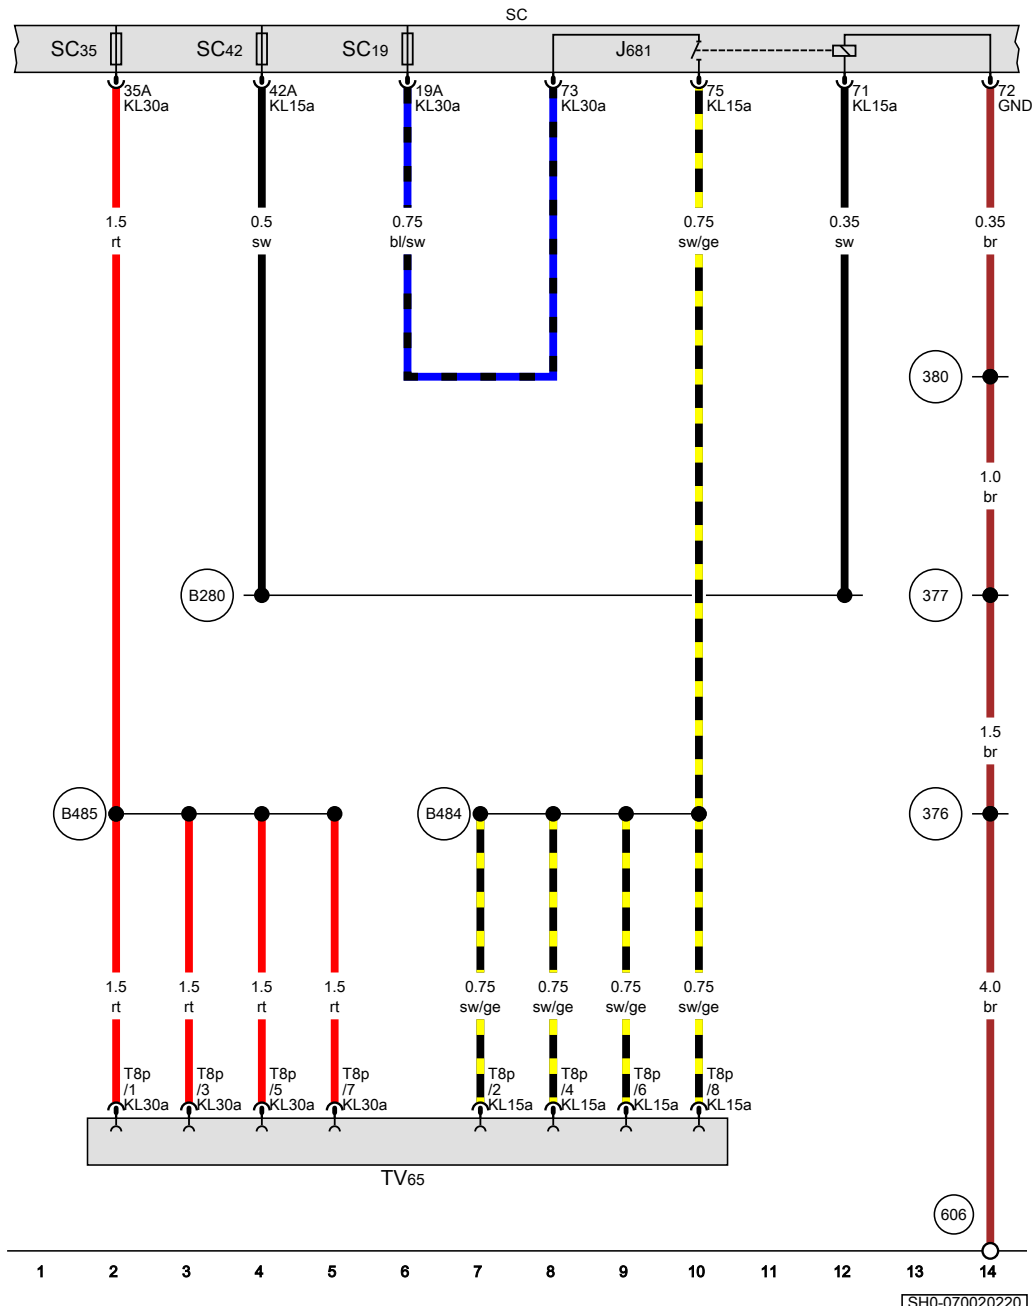 SC
SC35 SC42 SC19 J681
35A 42A 19A 73 75 71 72
KL30a KL15a KL30a KL30a KL15a KL15a GND
1.5 0.5 0.75 0.75 0.35 0.35
rt sw bl/sw sw/ge sw br
380
1.0
br
B280 377
1.5
br
B485 B484 376
1.5 1.5 1.5 1.5 0.75 0.75 0.75 0.75 4.0
rt rt rt rt sw/ge sw/ge sw/ge sw/ge br
T8p T8p T8p T8p T8p T8p T8p T8p
/1 /3 /5 /7 /2 /4 /6 /8
KL30a KL30a KL30a KL30a KL15a KL15a KL15a KL15a
TV65
606
1 2 3 4 5 6 7 8 9 10 11 12 13 14
SH0-070020220